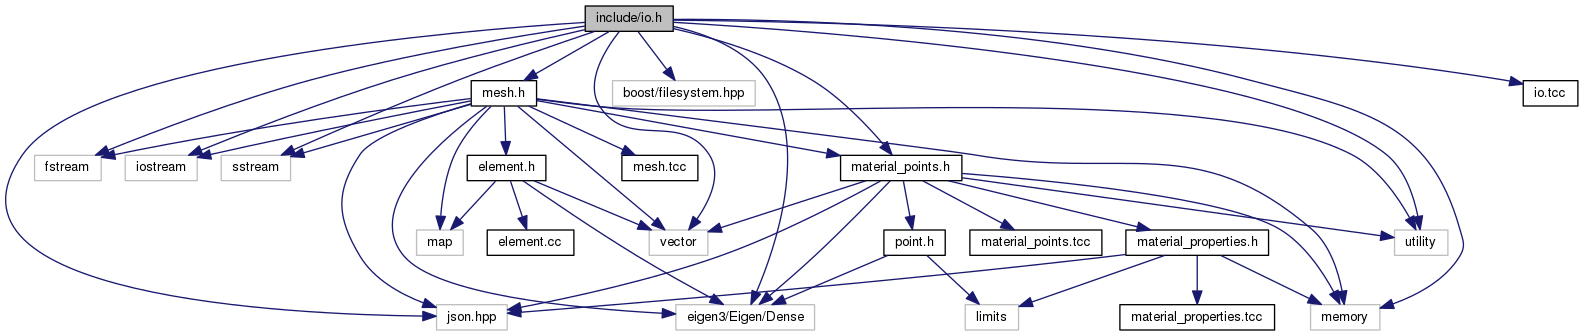 include/io.h
mesh.h
boost/filesystem.hpp
io.tcc
fstream
iostream
sstream
element.h
mesh.tcc
material_points.h
map
element.cc
vector
point.h
material_points.tcc
material_properties.h
utility
json.hpp
eigen3/Eigen/Dense
limits
material_properties.tcc
memory